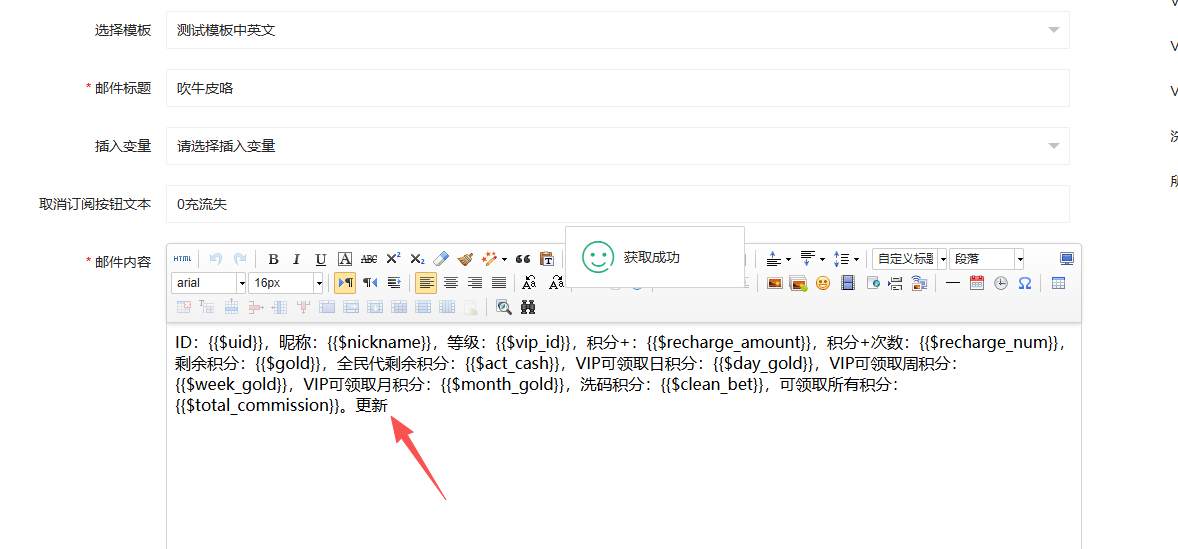 选择模板
测试模板中英文
* 邮件标题
吹牛皮咯
插入变量
请选择插入变量
取消订阅按钮文本
0充流失
* 邮件内容
获取成功
HTML
自定义标题
段落
arial
16px
ID：{{$uid}}，昵称：{{$nickname}}，等级：{{$vip_id}}，积分+：{{$recharge_amount}}，积分+次数：{{$recharge_num}}，
剩余积分：{{$gold}}，全民代剩余积分：{{$act_cash}}，VIP可领取日积分：{{$day_gold}}，VIP可领取周积分：
{{$week_gold}}，VIP可领取月积分：{{$month_gold}}，洗码积分：{{$clean_bet}}，可领取所有积分：
{{$total_commission}}。更新